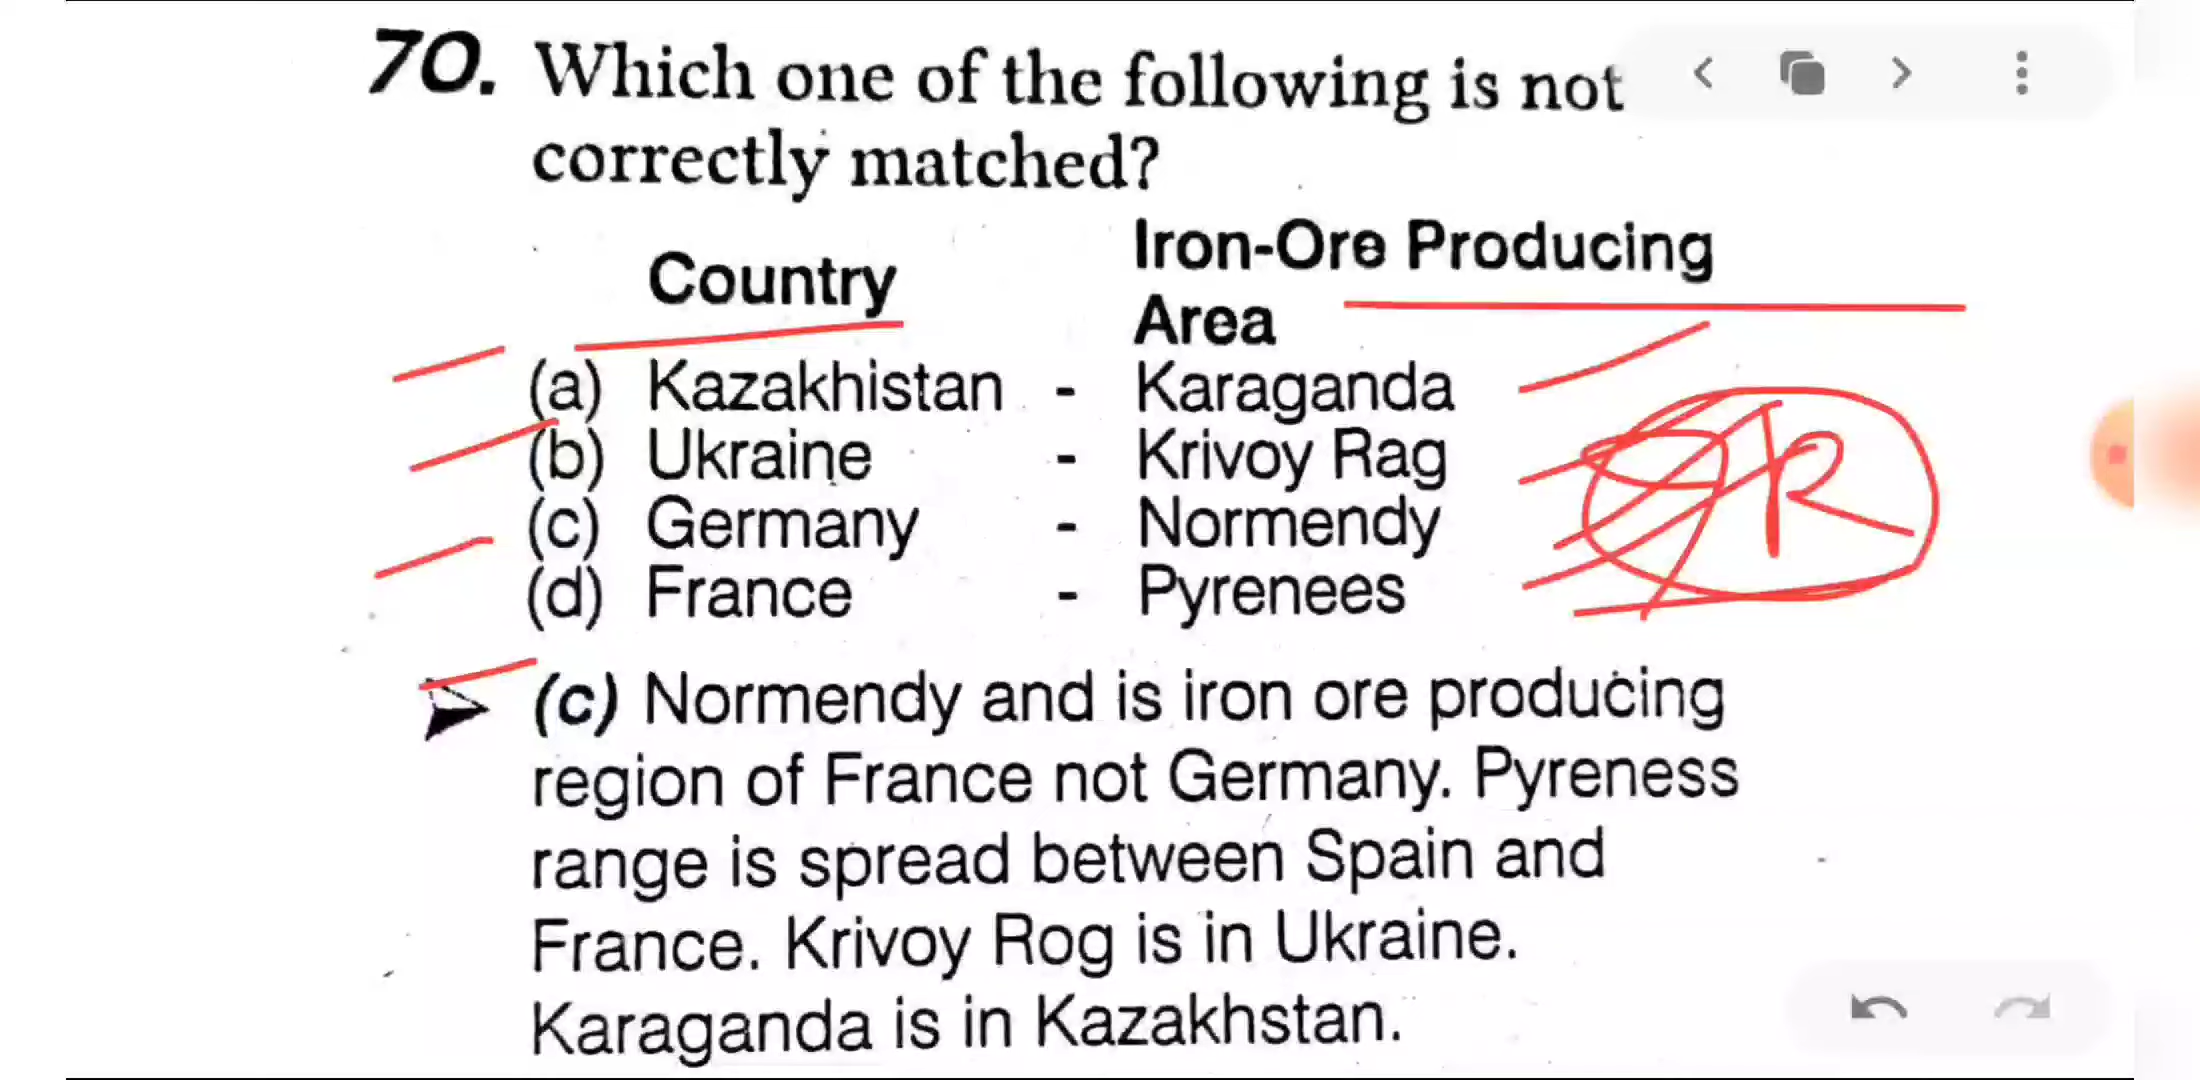 70. Which one of the following is not
correctly matched?
Country
Iron-Ore Producing
Area
(a) Kazakhistan - Karaganda
(b) Ukraine - Krivoy Rag
(c) Germany - Normendy
(d) France - Pyrenees
(c) Normendy and is iron ore producing
region of France not Germany. Pyreness
range is spread between Spain and
France. Krivoy Rog is in Ukraine.
Karaganda is in Kazakhstan.